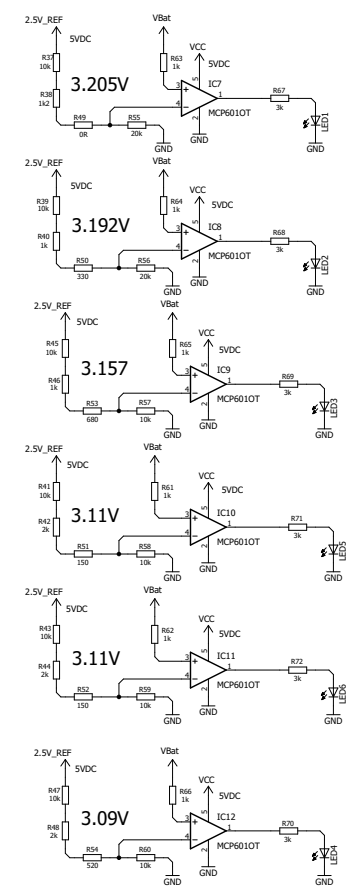 2.5V_REF
VBat
VCC
5VDC
5VDC
R37
10k
R63
1k
IC7
3.205V
R38
1k2
3
4
5
2
1
MCP601OT
R67
3k
LED1
R49
0R
R55
20k
GND
GND
GND
2.5V_REF
VBat
VCC
5VDC
5VDC
R39
10k
R64
1k
IC8
3.192V
R40
1k
3
4
5
2
1
MCP601OT
R68
3k
LED2
R50
330
R56
20k
GND
GND
GND
2.5V_REF
VBat
VCC
5VDC
5VDC
R45
10k
R65
1k
IC9
3.157
R46
1k
3
4
5
2
1
MCP601OT
R69
3k
LED3
R53
680
R57
10k
GND
GND
GND
2.5V_REF
VBat
VCC
5VDC
5VDC
R41
10k
R61
1k
IC10
3.11V
R42
2k
3
4
5
2
1
MCP601OT
R71
3k
LED5
R51
150
R58
10k
GND
GND
GND
2.5V_REF
VBat
VCC
5VDC
5VDC
R43
10k
R62
1k
IC11
3.11V
R44
2k
3
4
5
2
1
MCP601OT
R72
3k
LED6
R52
150
R59
10k
GND
GND
GND
2.5V_REF
VBat
VCC
5VDC
5VDC
R47
10k
R66
1k
IC12
3.09V
R48
2k
3
4
5
2
1
MCP601OT
R70
3k
LED4
R54
520
R60
10k
GND
GND
GND